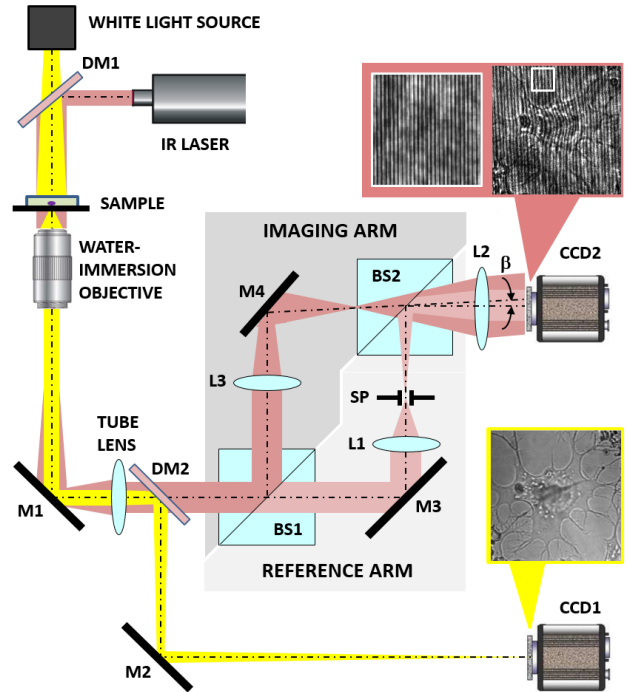 WHITE LIGHT SOURCE
DM1
IR LASER
SAMPLE
WATER-
IMMERSION
OBJECTIVE
IMAGING ARM
M4
BS2
L2
β
CCD2
L3
SP
L1
TUBE
LENS
DM2
M1
BS1
M3
REFERENCE ARM
M2
CCD1